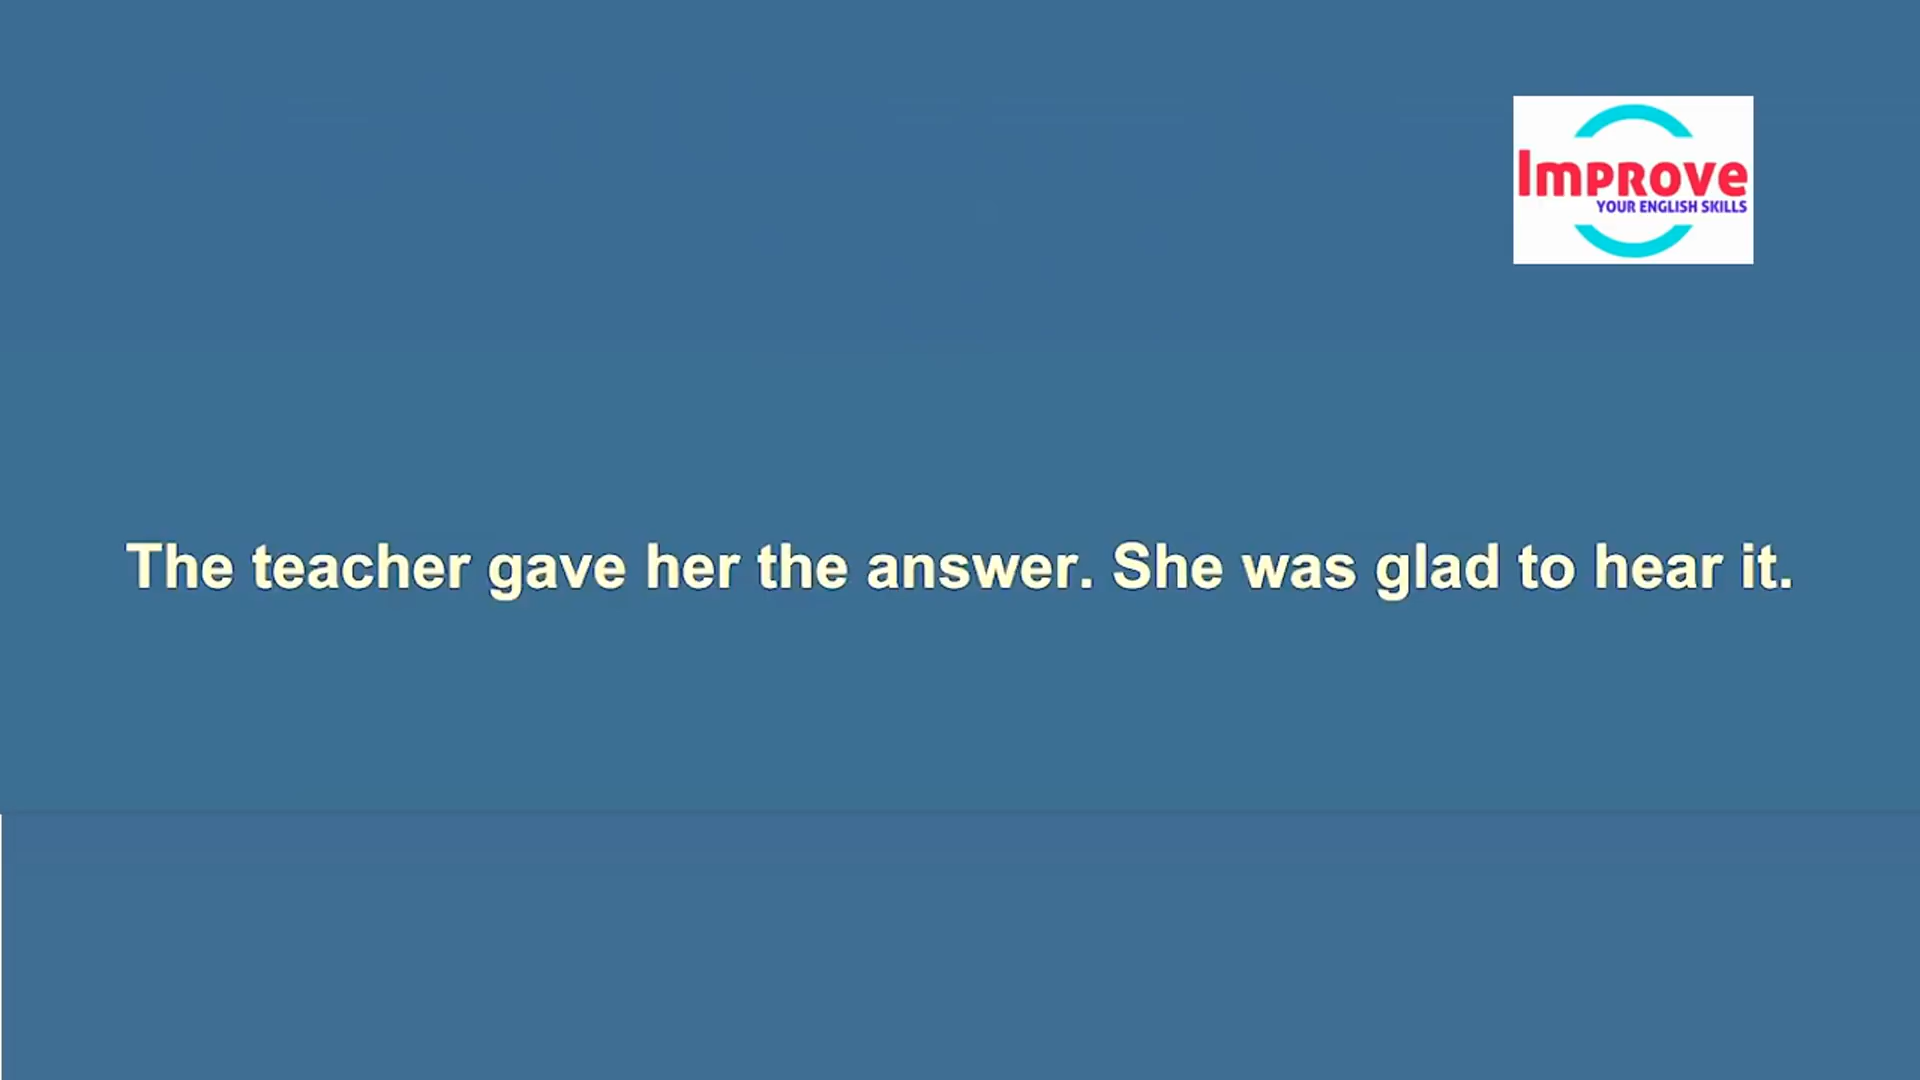 Improve
YOUR ENGLISH SKILLS
The teacher gave her the answer. She was glad to hear it.